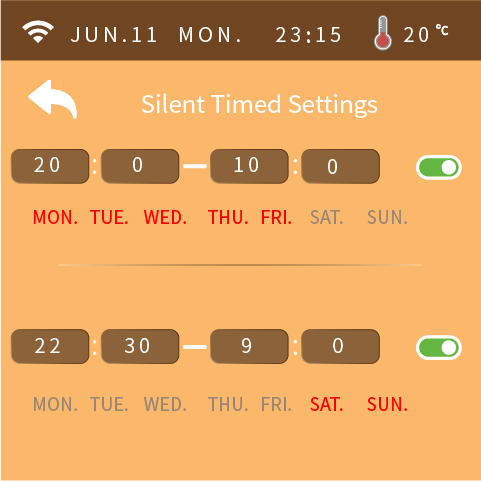 JUN.11 MON. 23:15 20 ℃
Silent Timed Settings
20 : 0 — 10 : 0
MON. TUE. WED. THU. FRI. SAT. SUN.
22 : 30 — 9 : 0
MON. TUE. WED. THU. FRI. SAT. SUN.